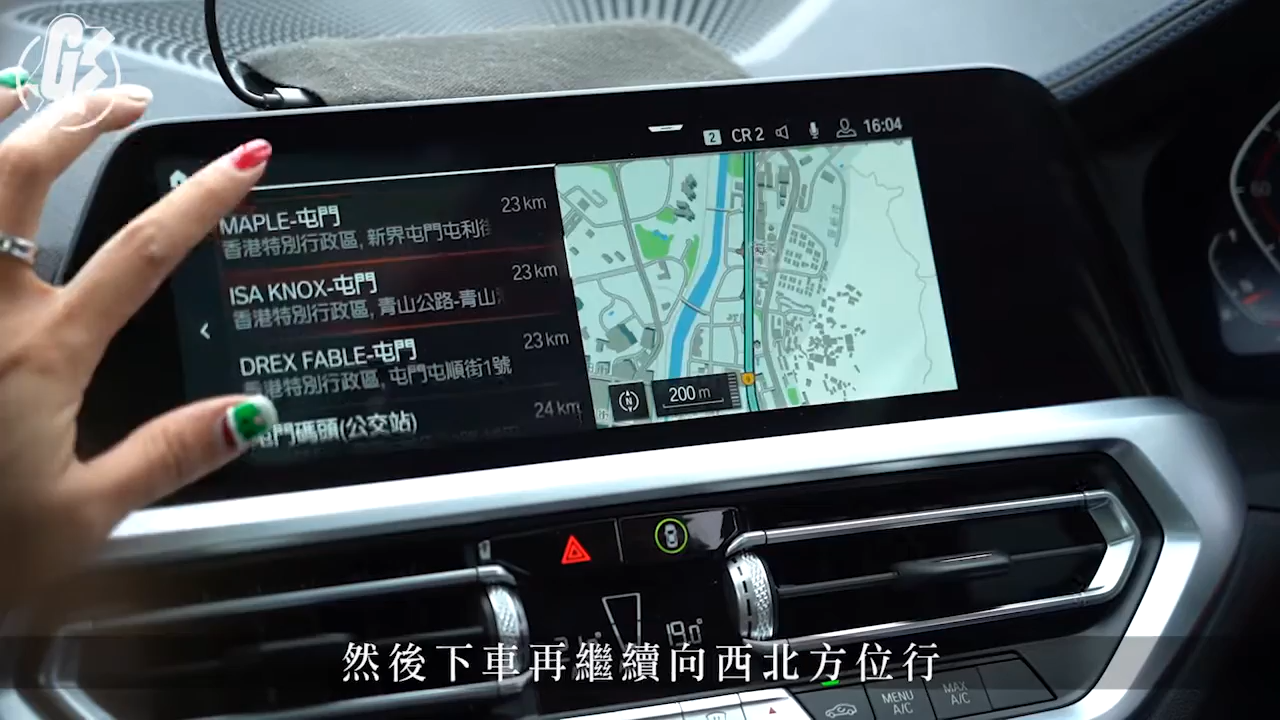 GS
2 CR 2 16:04
MAPLE-屯門 23 km
香港特別行政區, 新界屯門屯利街
ISA KNOX-屯門 23 km
香港特別行政區, 青山公路-青山
DREX FABLE-屯門 23 km
香港特別行政區, 屯門屯順街1號
屯門碼頭(公交站) 24 km
N
200 m
19.0°
然後下車再繼續向西北方位行
MENU
A/C
MAX
A/C